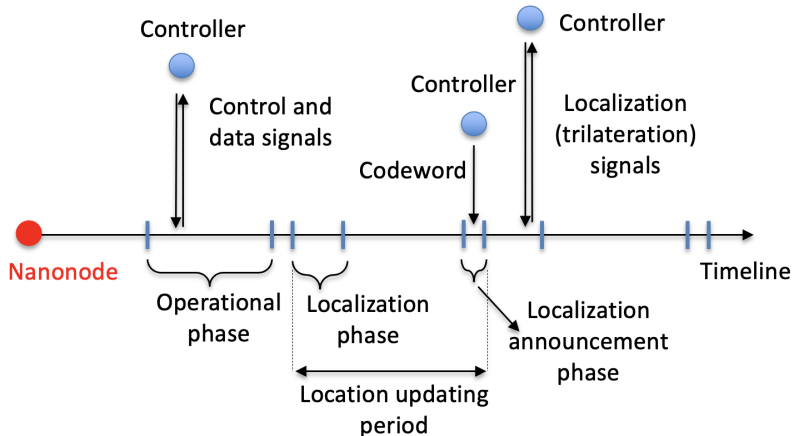 Controller
Controller
Controller
Control and
data signals
Localization
(trilateration)
signals
Codeword
Nanonode
Timeline
Operational
phase
Localization
phase
Localization
announcement
phase
Location updating
period